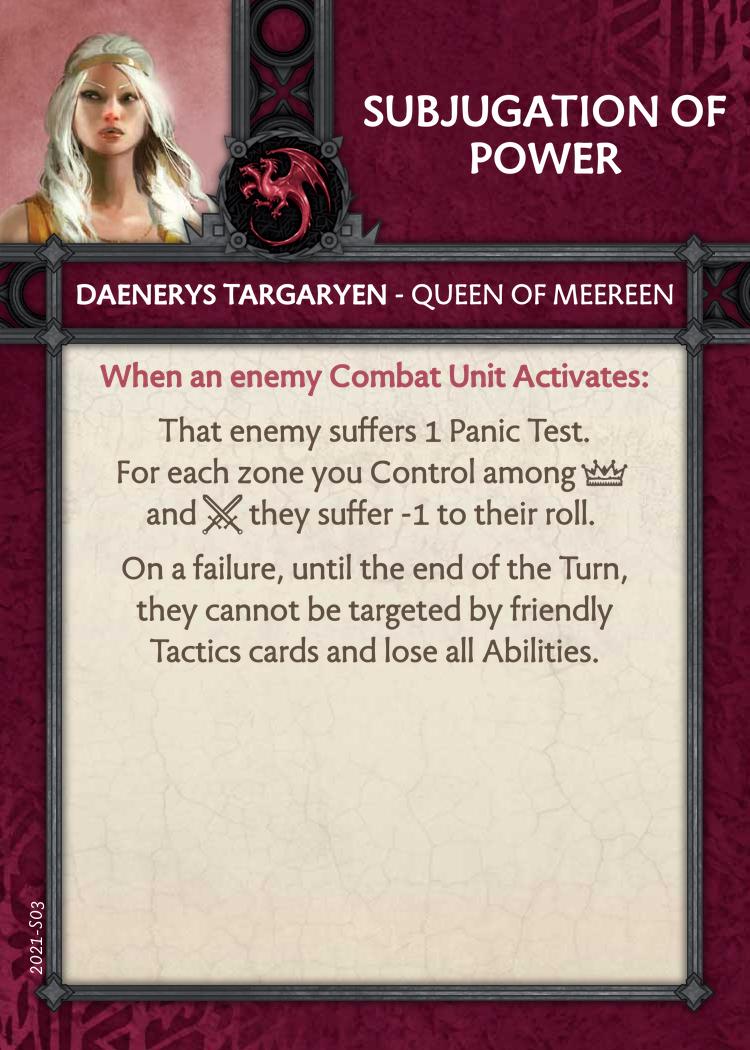 SUBJUGATION OF
POWER
DAENERYS TARGARYEN - QUEEN OF MEEREEN
When an enemy Combat Unit Activates:
That enemy suffers 1 Panic Test.
For each zone you Control among
and they suffer -1 to their roll.
On a failure, until the end of the Turn,
they cannot be targeted by friendly
Tactics cards and lose all Abilities.
2021-S03